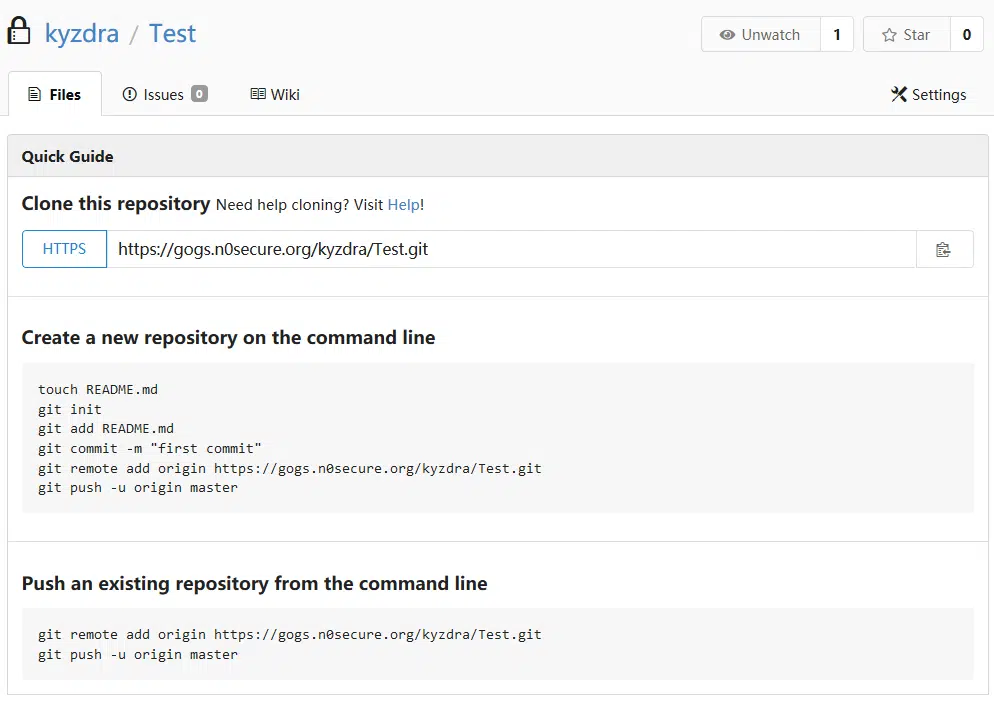 kyzdra / Test
Unwatch 1
Star 0
Files
Issues 0
Wiki
Settings
Quick Guide
Clone this repository Need help cloning? Visit Help!
HTTPS https://gogs.n0secure.org/kyzdra/Test.git
Create a new repository on the command line
touch README.md
git init
git add README.md
git commit -m "first commit"
git remote add origin https://gogs.n0secure.org/kyzdra/Test.git
git push -u origin master
Push an existing repository from the command line
git remote add origin https://gogs.n0secure.org/kyzdra/Test.git
git push -u origin master